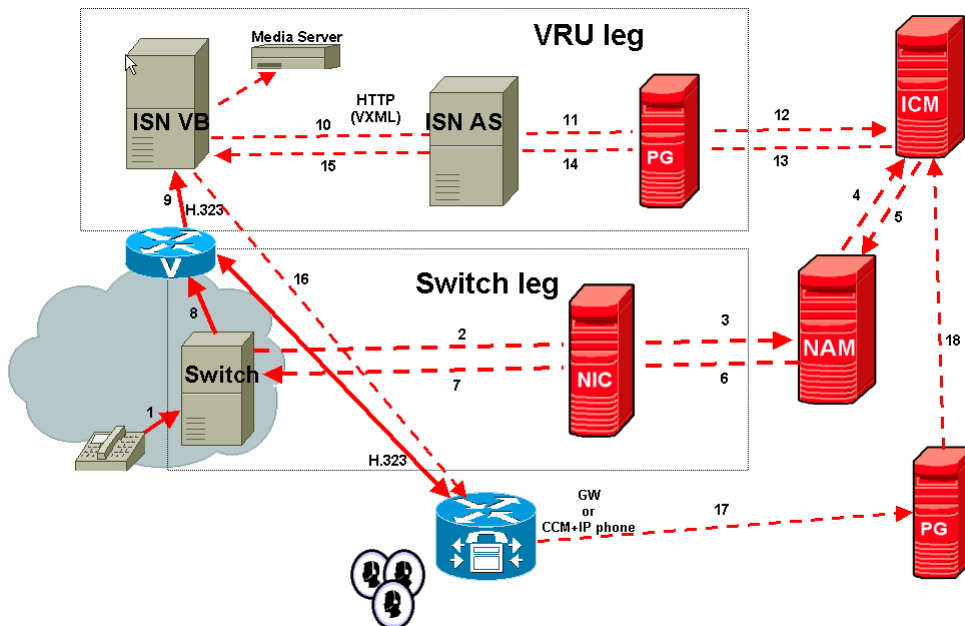 VRU leg
Media Server
ISN VB
HTTP
(VXML)
ISN AS
PG
ICM
10
11
12
15
14
13
9
H.323
4
5
V
16
Switch leg
8
2
3
18
Switch
NIC
NAM
7
6
1
H.323
GW
or
CCM+IP phone
17
PG